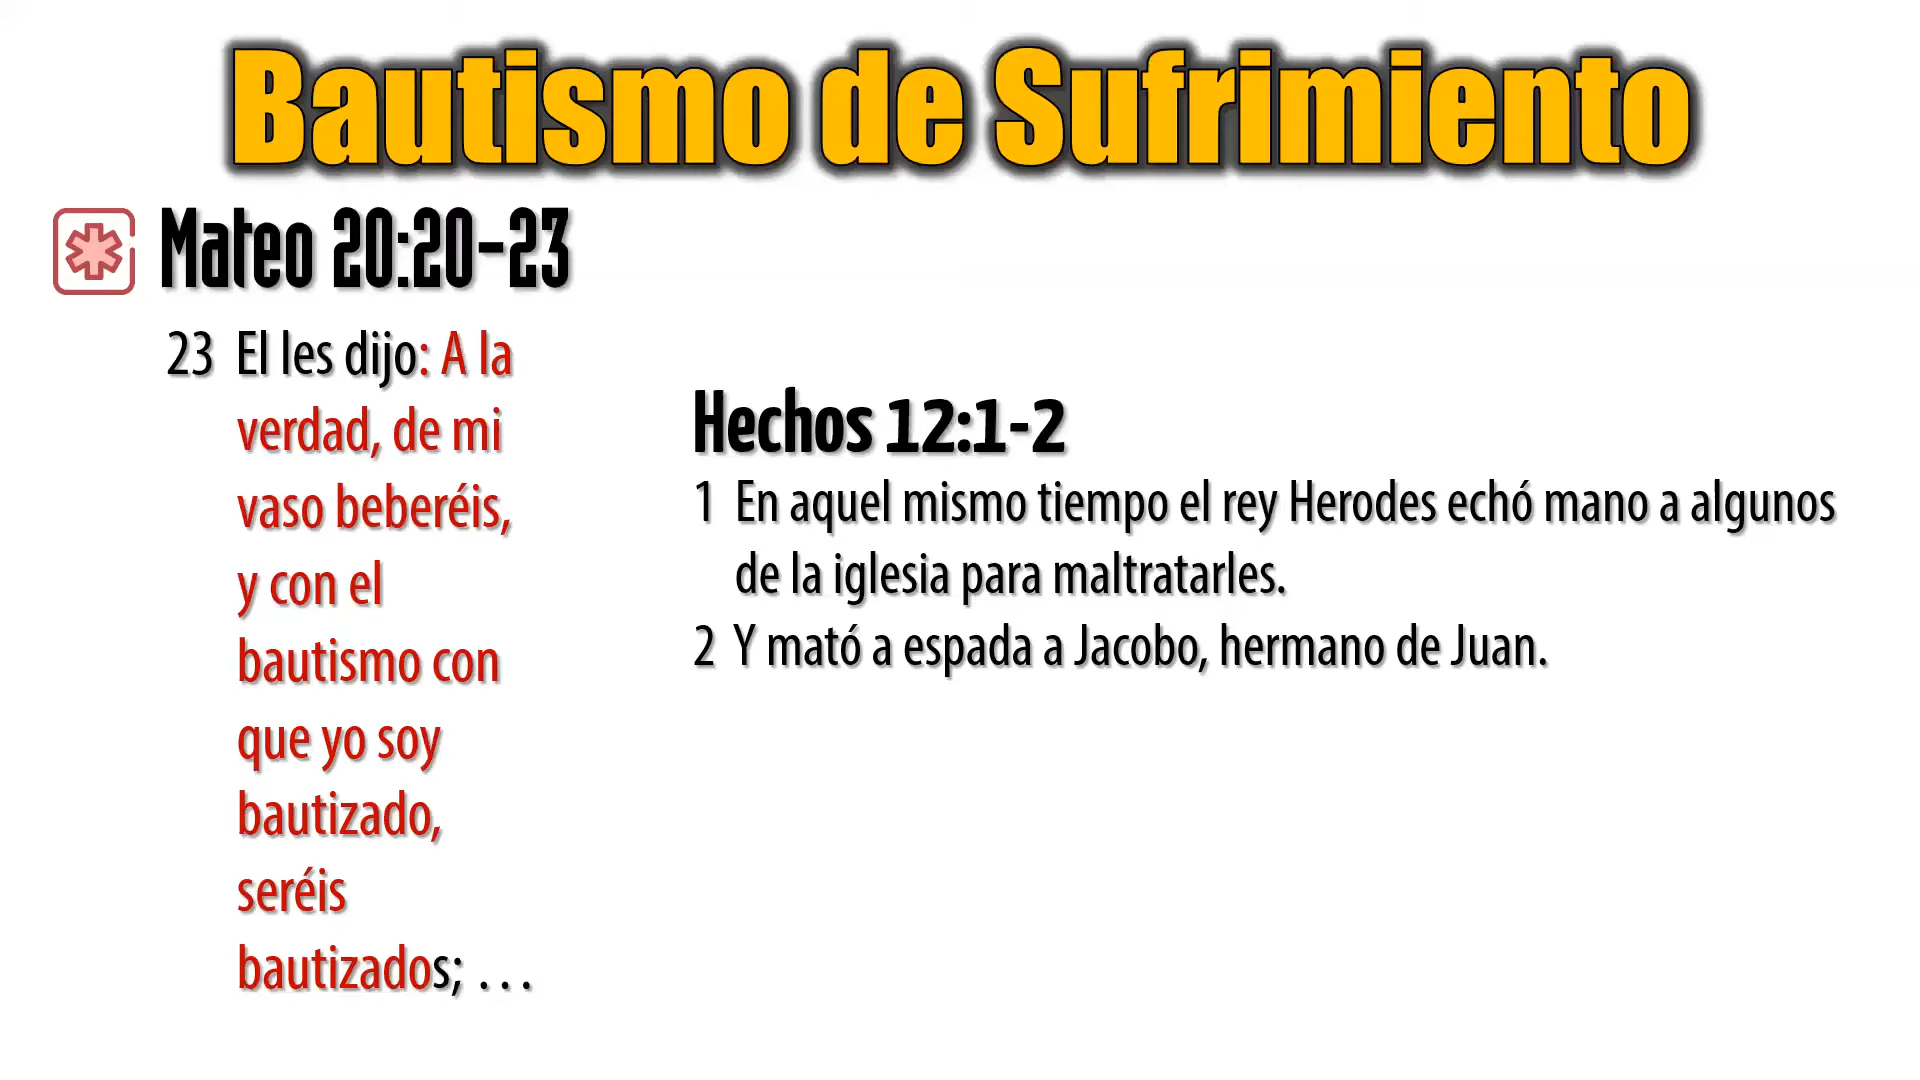 Bautismo de Sufrimiento
Mateo 20:20-23
23 El les dijo: A la
verdad, de mi
vaso beberéis,
y con el
bautismo con
que yo soy
bautizado,
seréis
bautizados; . . .
Hechos 12:1-2
1 En aquel mismo tiempo el rey Herodes echó mano a algunos
de la iglesia para maltratarles.
2 Y mató a espada a Jacobo, hermano de Juan.